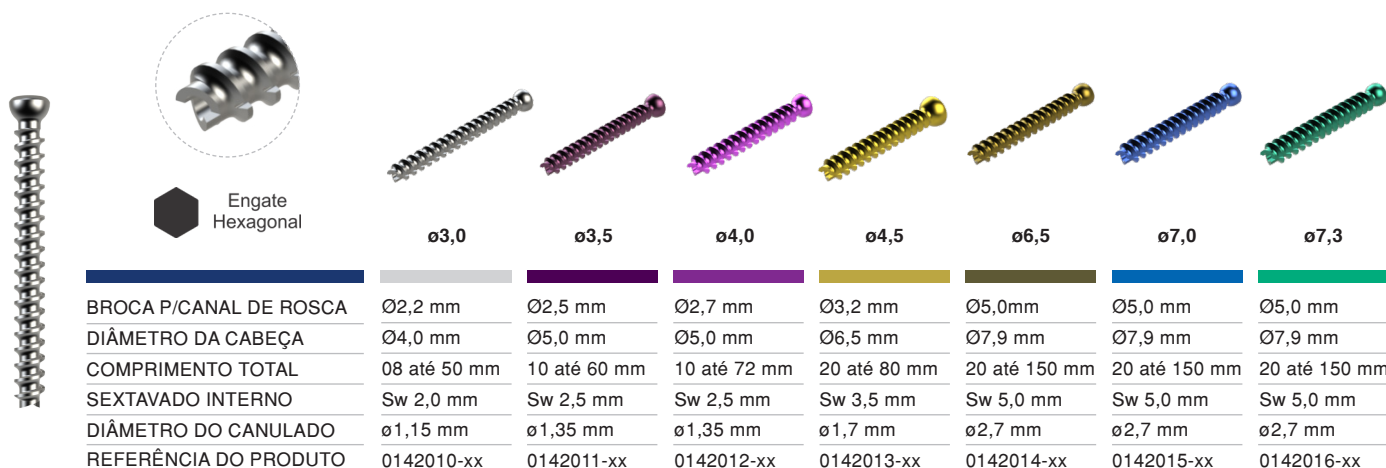 Engate
Hexagonal
ø3,0 ø3,5 ø4,0 ø4,5 ø6,5 ø7,0 ø7,3
BROCA P/CANAL DE ROSCA Ø2,2 mm Ø2,5 mm Ø2,7 mm Ø3,2 mm Ø5,0mm Ø5,0 mm Ø5,0 mm
DIÂMETRO DA CABEÇA Ø4,0 mm Ø5,0 mm Ø5,0 mm Ø6,5 mm Ø7,9 mm Ø7,9 mm Ø7,9 mm
COMPRIMENTO TOTAL 08 até 50 mm 10 até 60 mm 10 até 72 mm 20 até 80 mm 20 até 150 mm 20 até 150 mm 20 até 150 mm
SEXTAVADO INTERNO Sw 2,0 mm Sw 2,5 mm Sw 2,5 mm Sw 3,5 mm Sw 5,0 mm Sw 5,0 mm Sw 5,0 mm
DIÂMETRO DO CANULADO ø1,15 mm ø1,35 mm ø1,35 mm ø1,7 mm ø2,7 mm ø2,7 mm ø2,7 mm
REFERÊNCIA DO PRODUTO 0142010-xx 0142011-xx 0142012-xx 0142013-xx 0142014-xx 0142015-xx 0142016-xx